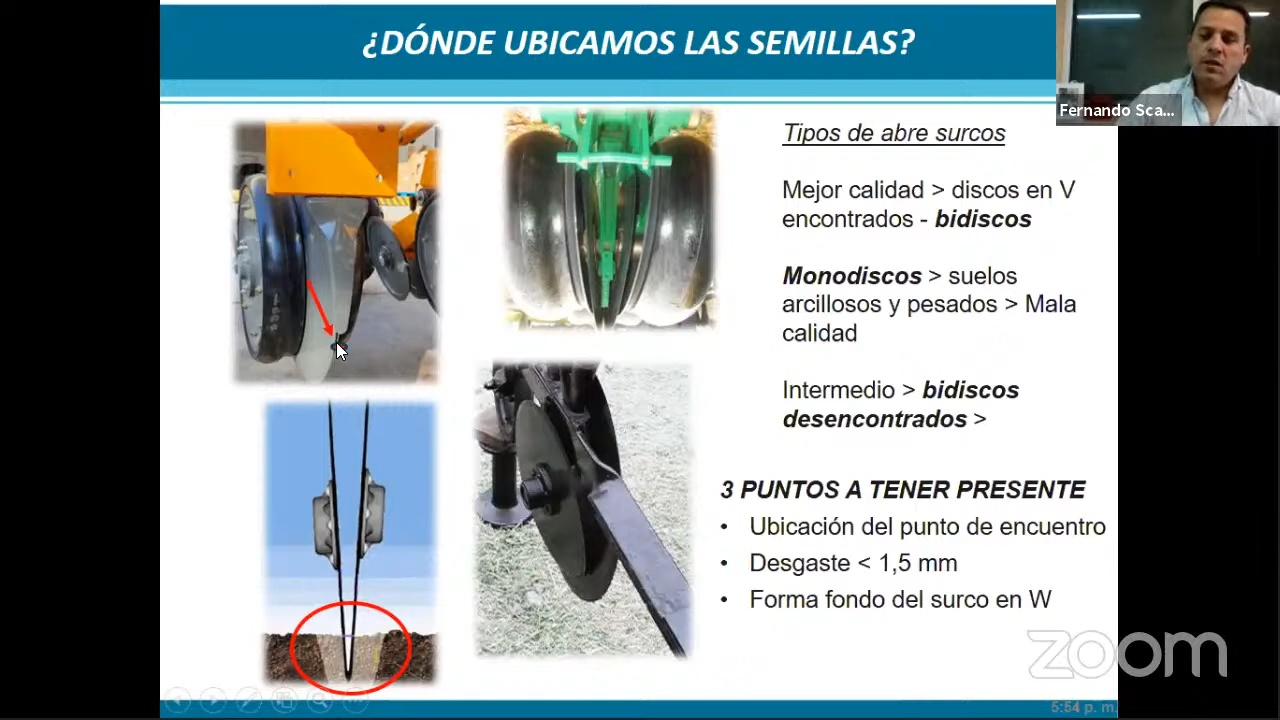 ¿DÓNDE UBICAMOS LAS SEMILLAS?
Fernando Sca...
Tipos de abre surcos
Mejor calidad > discos en V
encontrados - bidiscos
Monodiscos > suelos
arcillosos y pesados > Mala
calidad
Intermedio > bidiscos
desencontrados >
3 PUNTOS A TENER PRESENTE
• Ubicación del punto de encuentro
• Desgaste < 1,5 mm
• Forma fondo del surco en W
zoom
5:54 p. m.